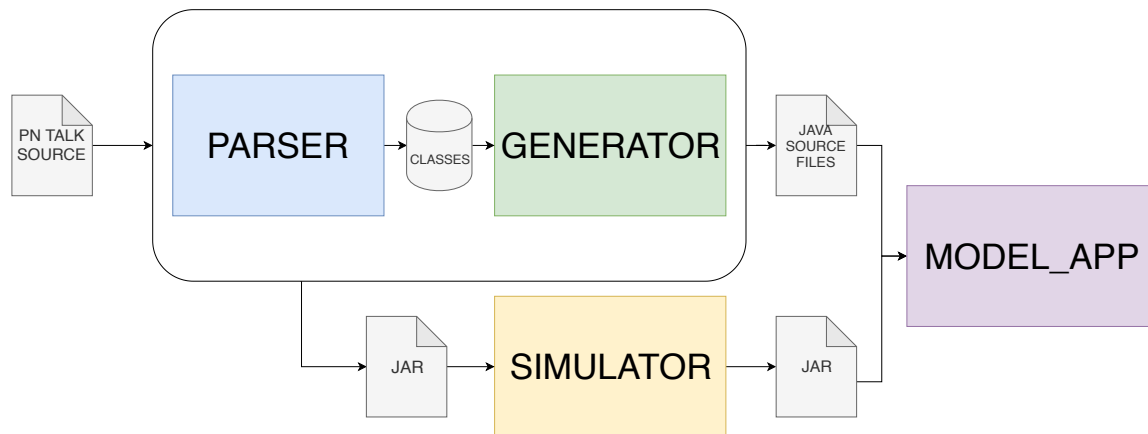 PN TALK
SOURCE
PARSER
CLASSES
GENERATOR
JAVA
SOURCE
FILES
MODEL_APP
JAR
SIMULATOR
JAR